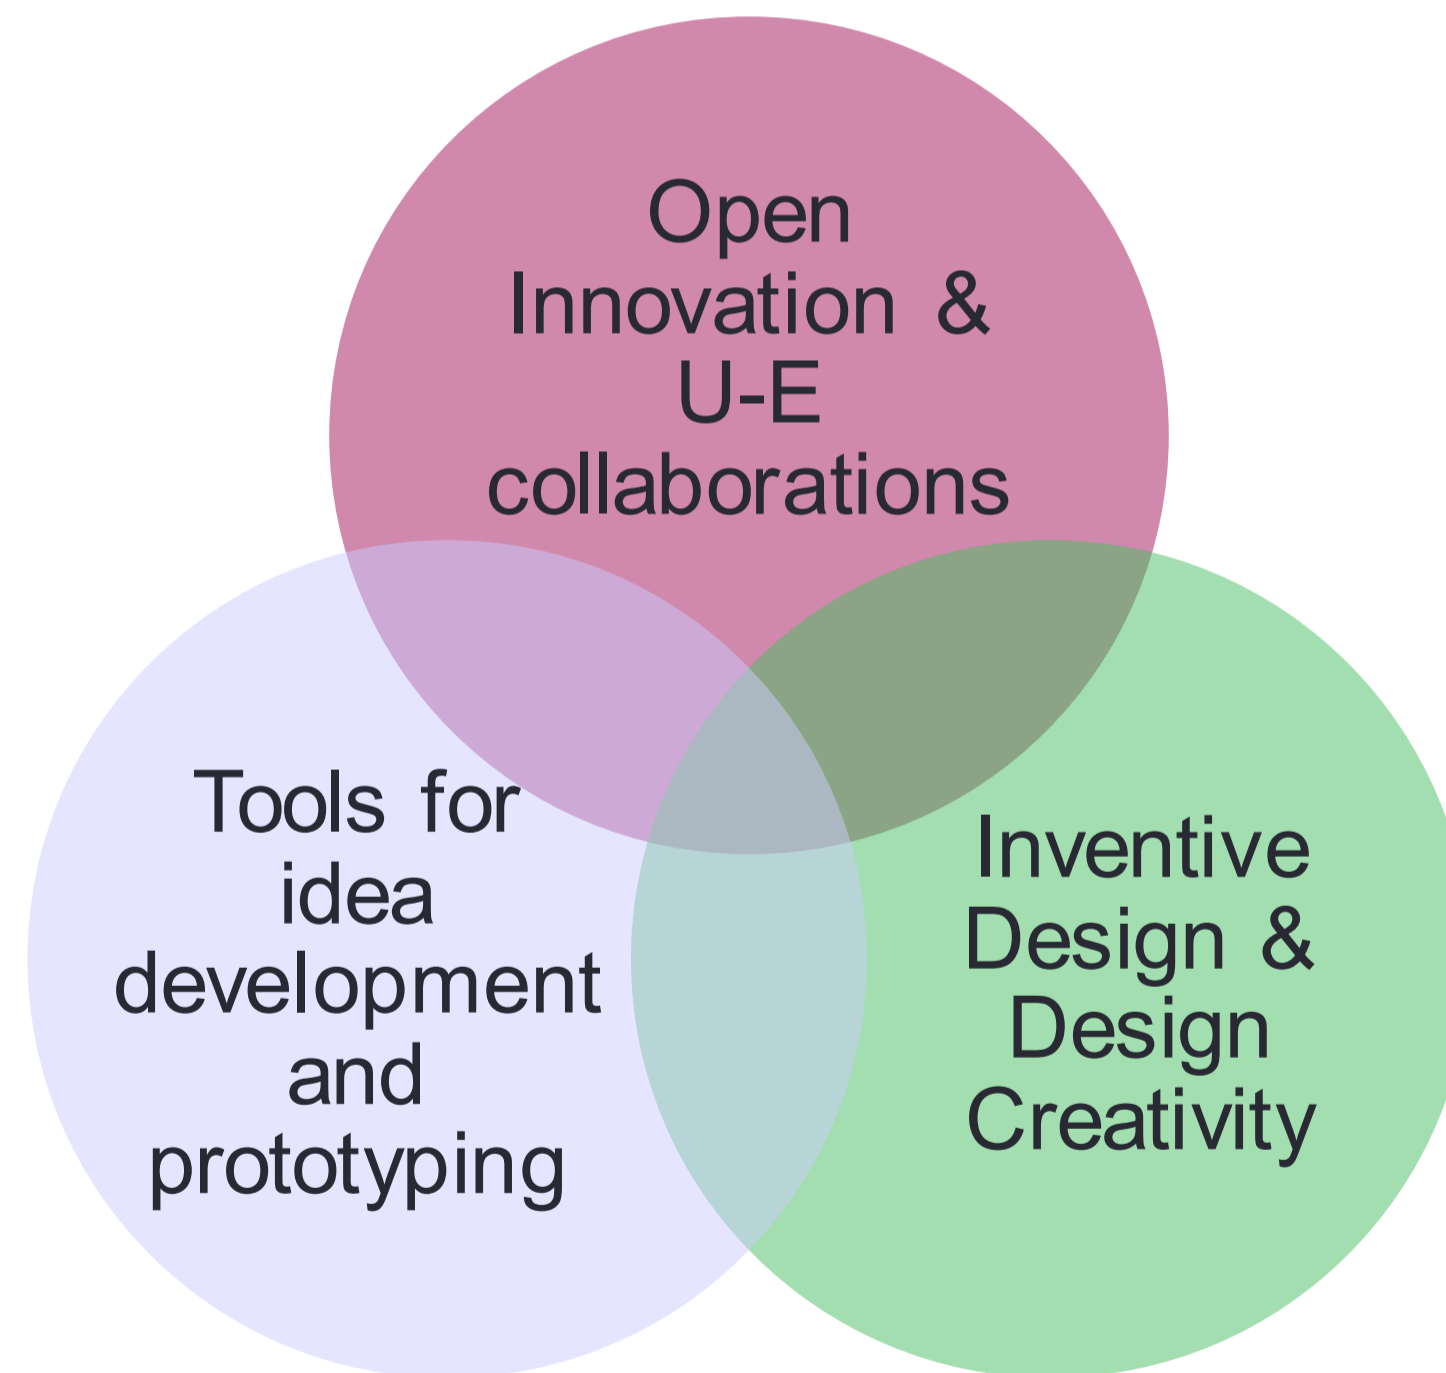 Open
Innovation &
U-E
collaborations
Tools for
idea
development
and
prototyping
Inventive
Design &
Design
Creativity